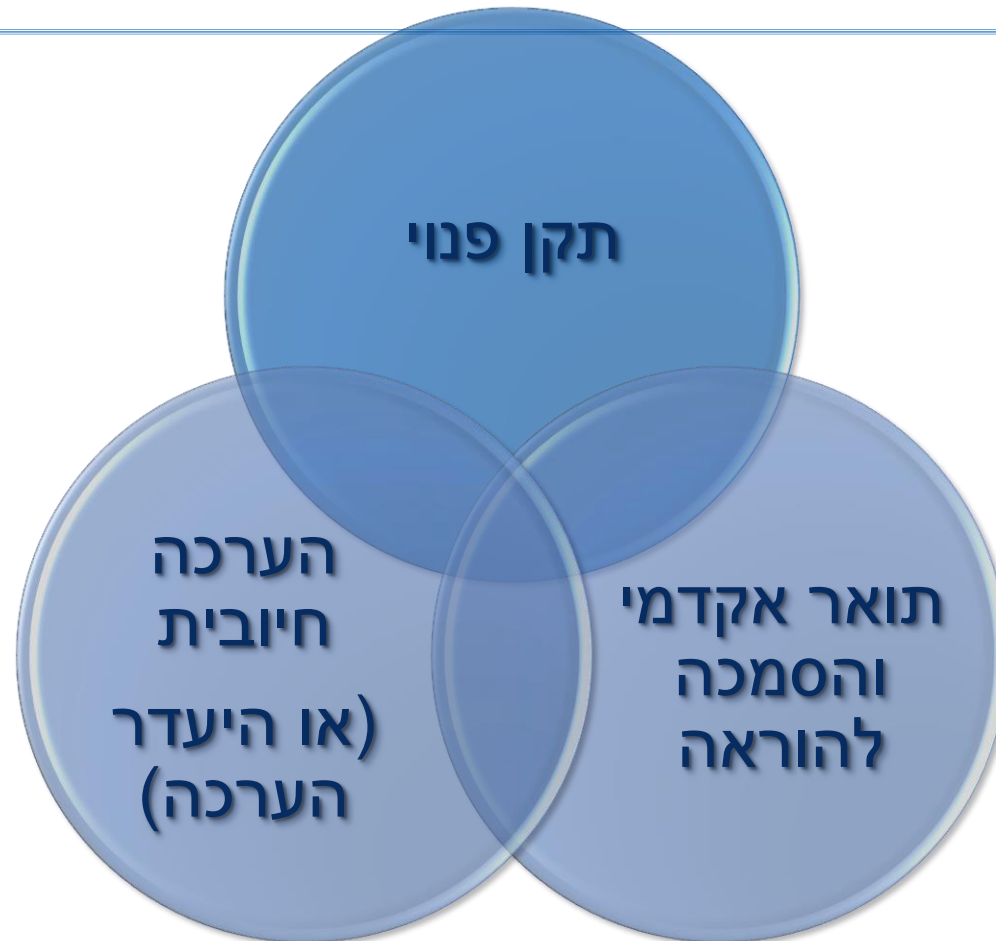 תקן פנוי
תואר אקדמי
והסמכה
להוראה
הערכה
חיובית
(או היעדר
הערכה)